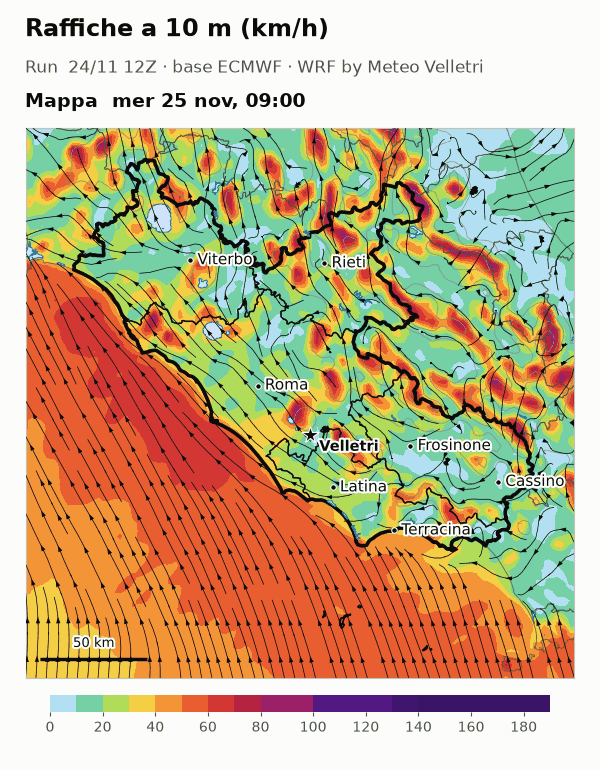 Raffiche a 10 m (km/h)
Run 24/11 12Z · base ECMWF · WRF by Meteo Velletri
Mappa mer 25 nov, 09:00
Viterbo
Rieti
Roma
Velletri
Frosinone
Cassino
Latina
Terracina
50 km
0 20 40 60 80 100 120 140 160 180